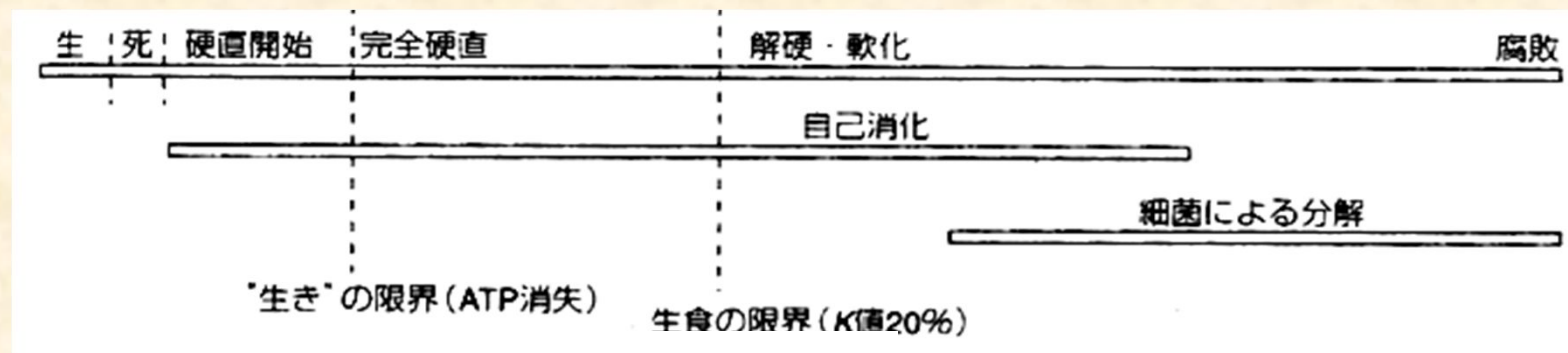 生 死 硬直開始 完全硬直 解硬・軟化 腐敗
自己消化
細菌による分解
"生き"の限界(ATP消失)
生食の限界(K値20%)